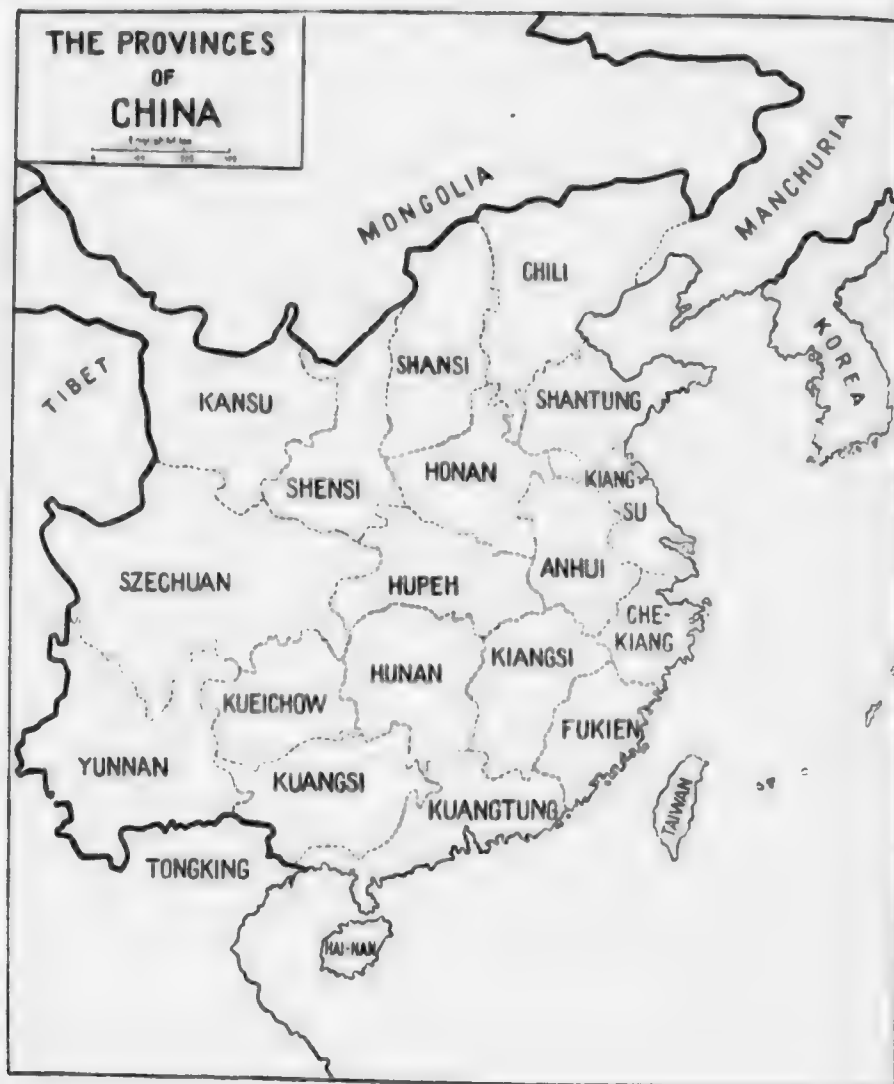 THE PROVINCES
OF
CHINA
MONGOLIA
MANCHURIA
CHILI
KOREA
TIBET
KANSU
SHANSI
SHANTUNG
SHENSI
HONAN
KIANG
SU
SZECHUAN
HUPEH
ANHUI
CHE-
KIANG
KUEICHOW
HUNAN
KIANGSI
FUKIEN
YUNNAN
KUANGSI
KUANGTUNG
TAIWAN
TONGKING
HAI-NAN